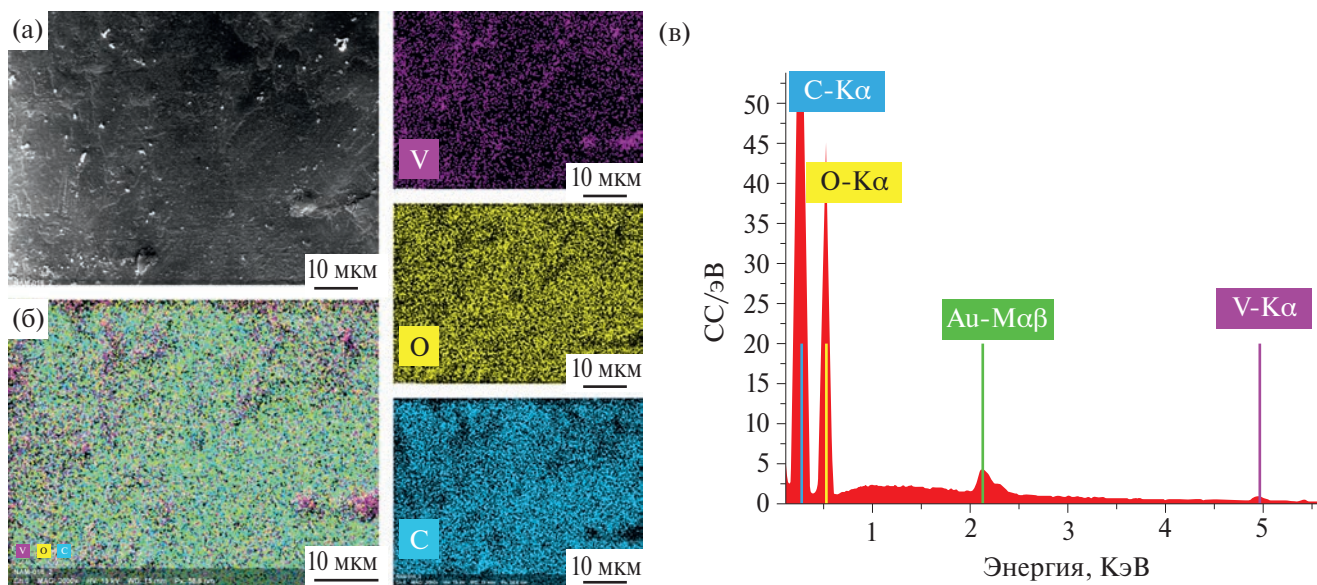 (а)
10 мкм
(б)
V O C
10 мкм
V
10 мкм
O
10 мкм
C
10 мкм
(в)
СС/эВ
50
45
40
35
30
25
20
15
10
5
0
C-Kα
O-Kα
Au-Mαβ
V-Kα
1 2 3 4 5
Энергия, КэВ